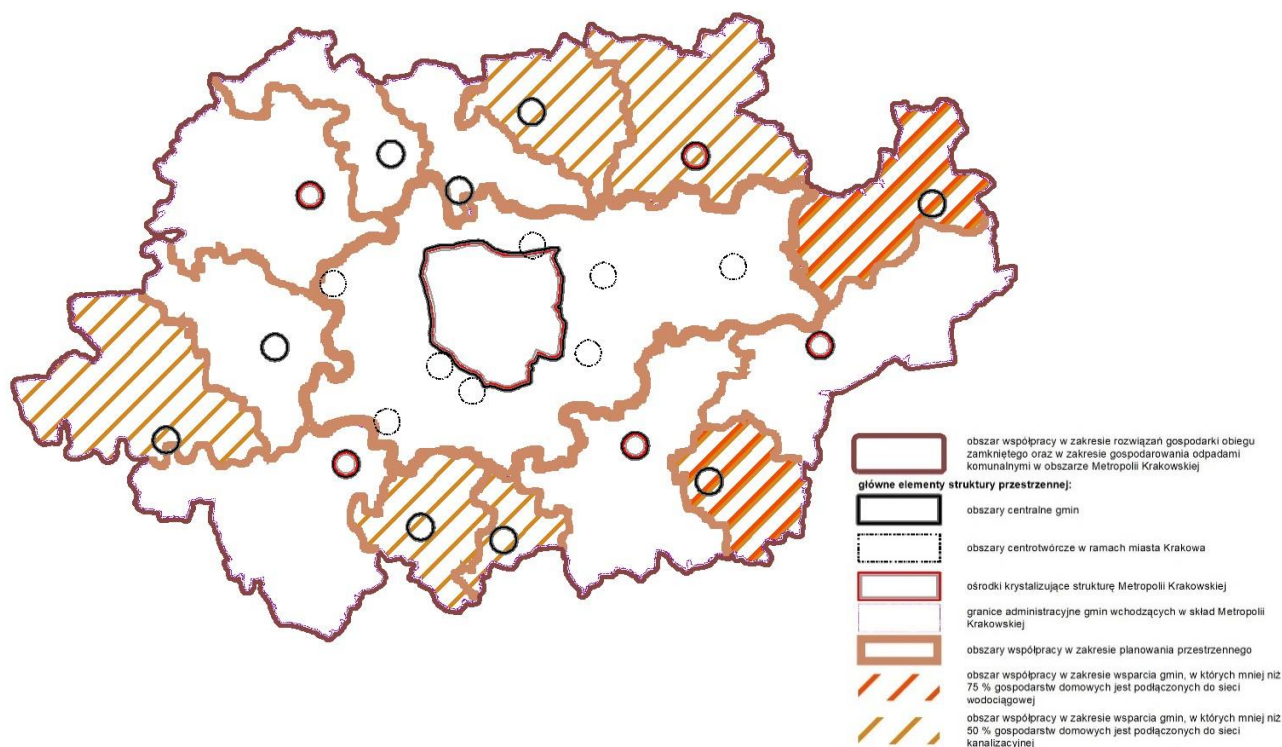 obszar współpracy w zakresie rozwiązań gospodarki obiegu
zamkniętego oraz w zakresie gospodarowania odpadami
komunalnymi w obszarze Metropolii Krakowskiej
główne elementy struktury przestrzennej:
obszary centralne gmin
obszary centrotwórcze w ramach miasta Krakowa
ośrodki krystalizujące strukturę Metropolii Krakowskiej
granice administracyjne gmin wchodzących w skład Metropolii
Krakowskiej
obszary współpracy w zakresie planowania przestrzennego
obszar współpracy w zakresie wsparcia gmin, w których mniej niż
75 % gospodarstw domowych jest podłączonych do sieci
wodociągowej
obszar współpracy w zakresie wsparcia gmin, w których mniej niż
50 % gospodarstw domowych jest podłączonych do sieci
kanalizacyjnej